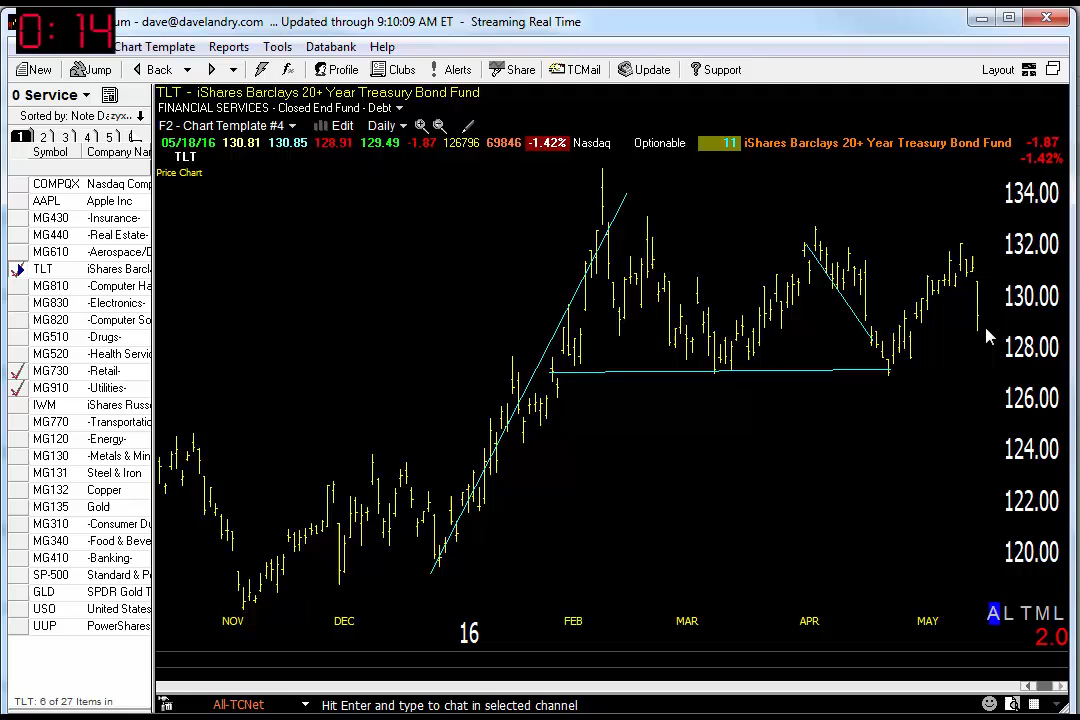 0:14
um - dave@davelandry.com ... Updated through 9:10:09 AM ET - Streaming Real Time
Chart Template Reports Tools Databank Help
New Jump Back Profile Clubs Alerts Share TCMail Update Support Layout
0 Service
TLT - iShares Barclays 20+ Year Treasury Bond Fund
Sorted by: Note Dazyx..
FINANCIAL SERVICES - Closed End Fund - Debt
1 2 3 4 5
F2 - Chart Template #4 Edit Daily
Symbol Company Nar
05/18/16 130.81 130.85 128.91 129.49 -1.87 126796 69846 -1.42% Nasdaq Optionable 11 iShares Barclays 20+ Year Treasury Bond Fund -1.87
TLT -1.42%
Price Chart
COMPQX Nasdaq Comp
AAPL Apple Inc
MG430 -Insurance-
MG440 -Real Estate-
MG610 -Aerospace/D
TLT iShares Barcl
MG810 -Computer Ha
MG830 -Electronics-
MG820 -Computer So
MG510 -Drugs-
MG520 -Health Servic
MG730 -Retail-
MG910 -Utilities-
IWM iShares Russ
MG770 -Transportatio
MG120 -Energy-
MG130 -Metals & Min
MG131 Steel & Iron
MG132 Copper
MG135 Gold
MG310 -Consumer Du
MG340 -Food & Beve
MG410 -Banking-
SP-500 Standard & P
GLD SPDR Gold T
USO United States
UUP PowerShares
134.00
132.00
130.00
128.00
126.00
124.00
122.00
120.00
A L T M L
NOV DEC 16 FEB MAR APR MAY
2.0
TLT: 6 of 27 Items in
All-TCNet Hit Enter and type to chat in selected channel